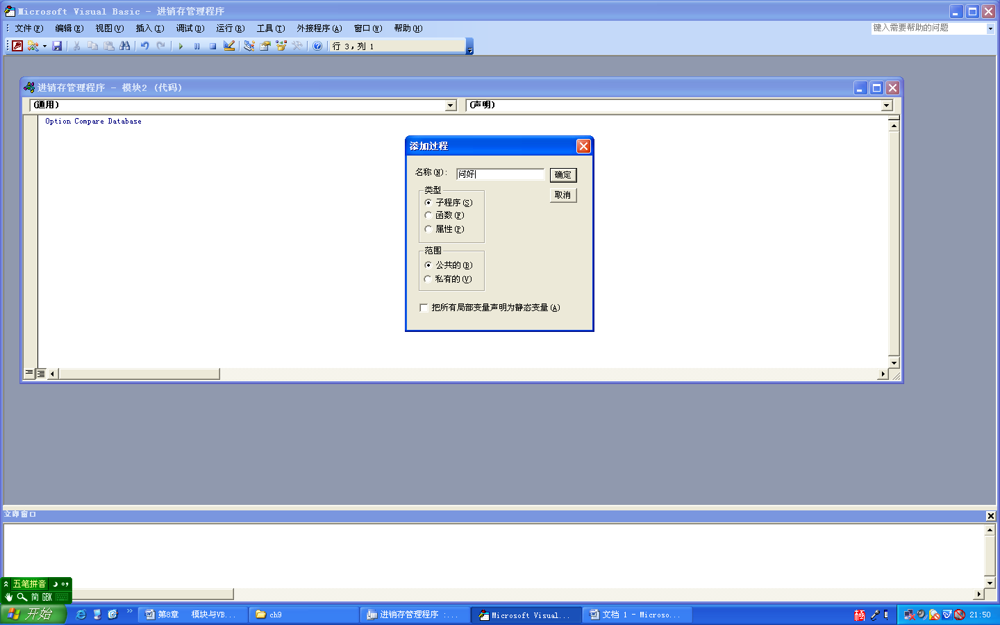 Microsoft Visual Basic - 进销存管理程序
文件(F) 编辑(E) 视图(V) 插入(I) 调试(D) 运行(R) 工具(T) 外接程序(A) 窗口(W) 帮助(H)
键入需要帮助的问题
行 3, 列 1
进销存管理程序 - 模块2 (代码)
(通用) (声明)
Option Compare Database
添加过程
名称(N): 问好 确定
取消
类型
子程序(S)
函数(F)
属性(P)
范围
公共的(B)
私有的(V)
把所有局部变量声明为静态变量(A)
立即窗口
五笔拼音
简 GBK
开始 第8章 模块与VB... ch9 进销存管理程序 :... Microsoft Visual... 文档 1 - Microso... 21:50